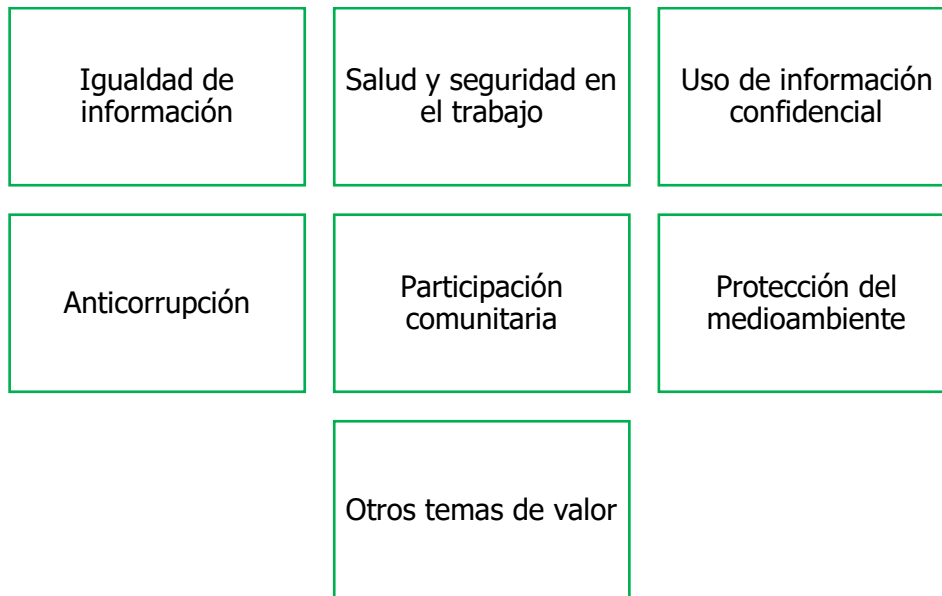 Igualdad de
información
Salud y seguridad en
el trabajo
Uso de información
confidencial
Anticorrupción
Participación
comunitaria
Protección del
medioambiente
Otros temas de valor